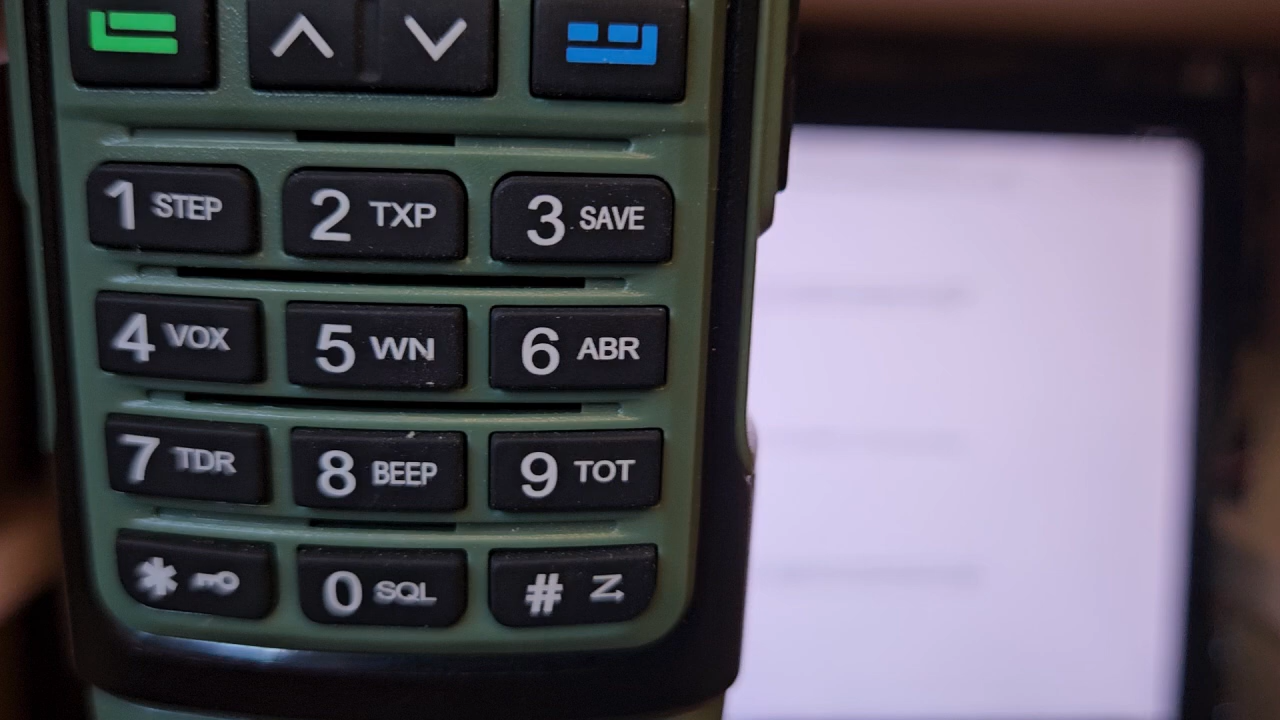 1 STEP 2 TXP 3 SAVE
4 VOX 5 WN 6 ABR
7 TDR 8 BEEP 9 TOT
* 0 SQL #